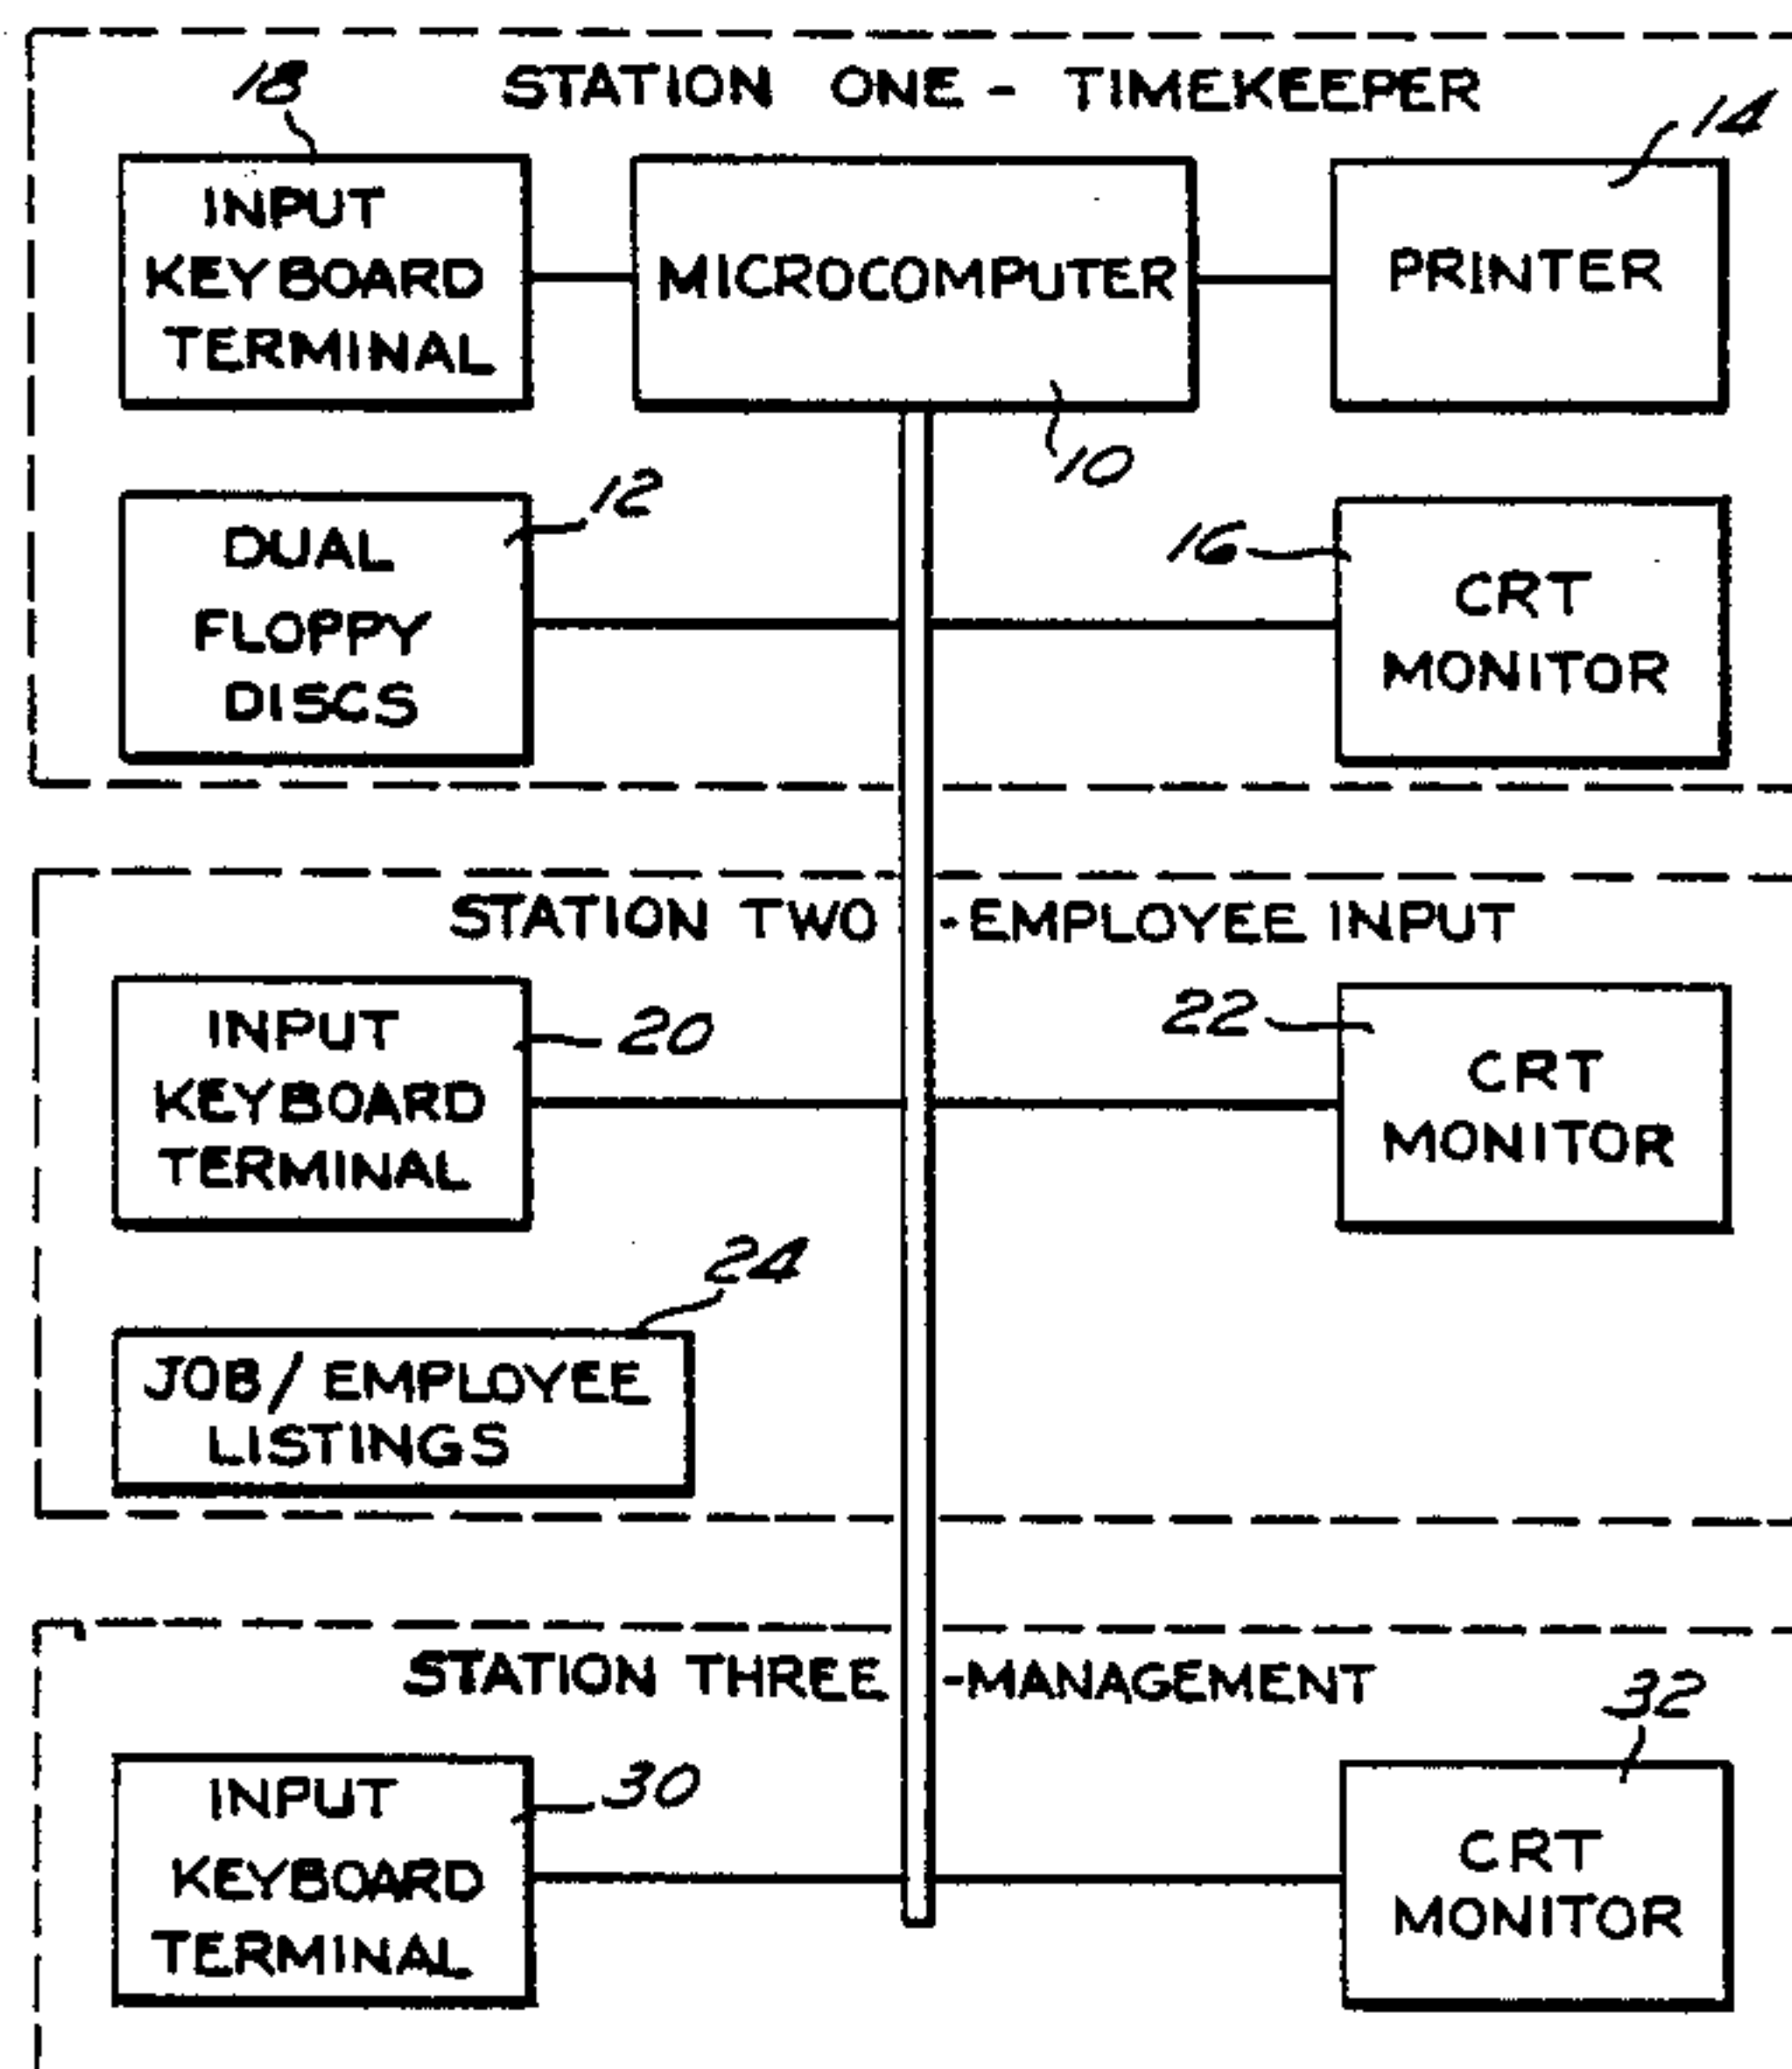 18
STATION ONE - TIMEKEEPER
14
INPUT
KEYBOARD
TERMINAL
MICROCOMPUTER
PRINTER
10
12
DUAL
FLOPPY
DISCS
16
CRT
MONITOR
STATION TWO -EMPLOYEE INPUT
INPUT
KEYBOARD
TERMINAL
20
22
CRT
MONITOR
24
JOB/EMPLOYEE
LISTINGS
STATION THREE -MANAGEMENT
32
INPUT
KEYBOARD
TERMINAL
30
CRT
MONITOR